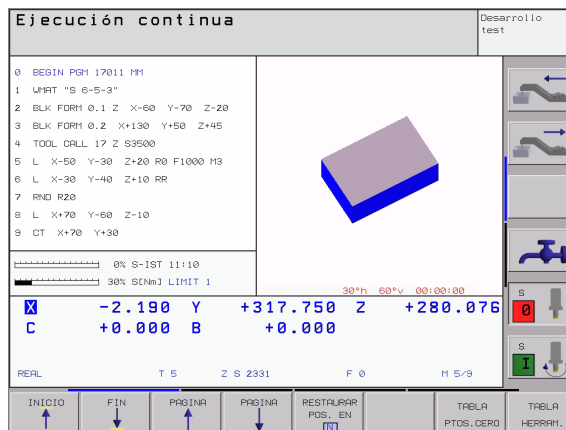 Ejecución continua
Desarrollo
test
0 BEGIN PGM 17011 MM
1 WMAT "S 6-5-3"
2 BLK FORM 0.1 Z X-60 Y-70 Z-20
3 BLK FORM 0.2 X+130 Y+50 Z+45
4 TOOL CALL 17 Z S3500
5 L X-50 Y-30 Z+20 R0 F1000 M3
6 L X-30 Y-40 Z+10 RR
7 RND R20
8 L X+70 Y-60 Z-10
9 CT X+70 Y+30
0% S-IST 11:10
30% S[Nm] LIMIT 1
30°h 60°v 00:00:00
X -2.190 Y +317.750 Z +280.076
C +0.000 B +0.000
REAL T 5 Z S 2331 F 0 M 5/9
S
0
S
I
INICIO FIN PAGINA PAGINA RESTAURAR POS. EN N TABLA PTOS.CERO TABLA HERRAM.